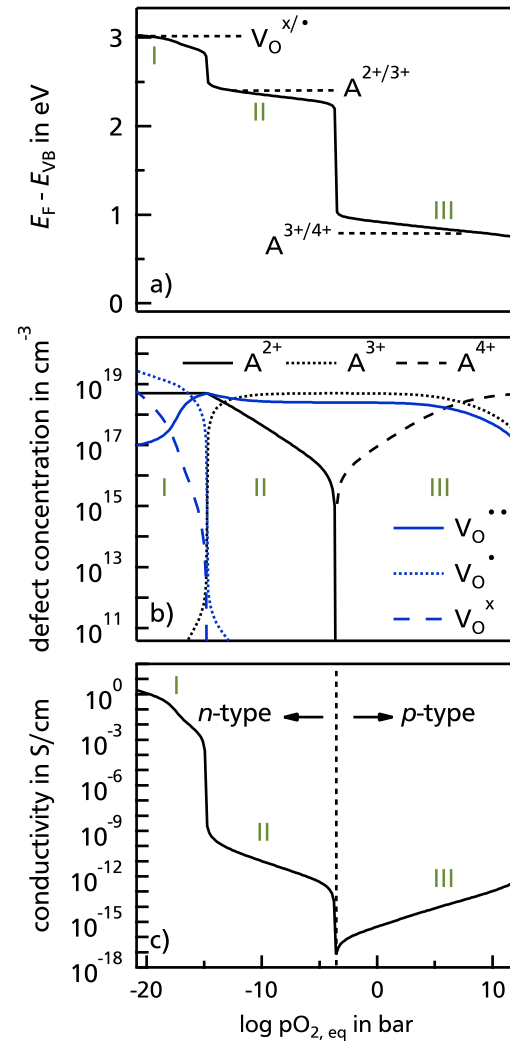 E_F - E_VB in eV
3
2
1
0
V_O^x/•
A^2+/3+
A^3+/4+
I
II
III
a)
defect concentration in cm^-3
10^19
10^17
10^15
10^13
10^11
A^2+ A^3+ A^4+
I
II
III
V_O^••
V_O^•
V_O^x
b)
conductivity in S/cm
10^0
10^-3
10^-6
10^-9
10^-12
10^-15
10^-18
I
n-type p-type
II
III
c)
-20 -10 0 10
log pO_2, eq in bar